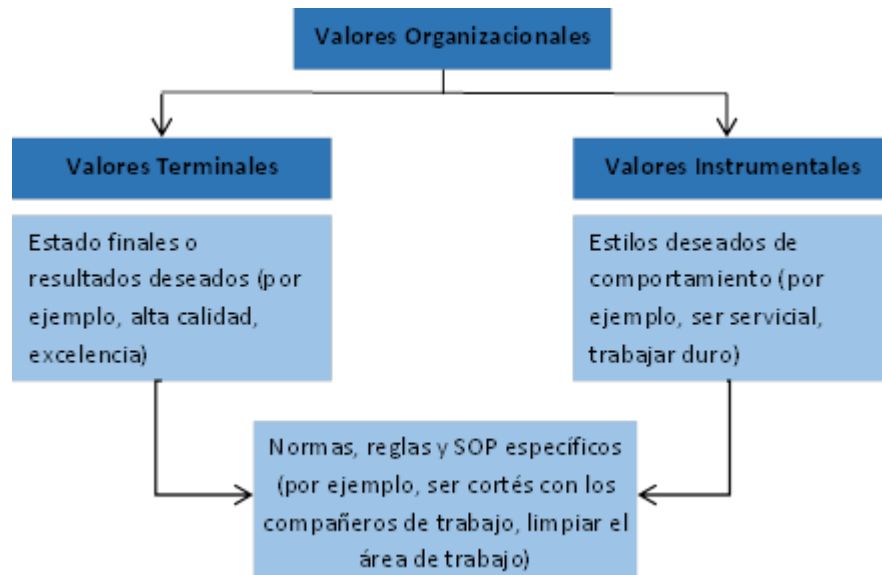 Valores Organizacionales
Valores Terminales
Valores Instrumentales
Estado finales o
resultados deseados (por
ejemplo, alta calidad,
excelencia)
Estilos deseados de
comportamiento (por
ejemplo, ser servicial,
trabajar duro)
Normas, reglas y SOP específicos
(por ejemplo, ser cortés con los
compañeros de trabajo, limpiar el
área de trabajo)